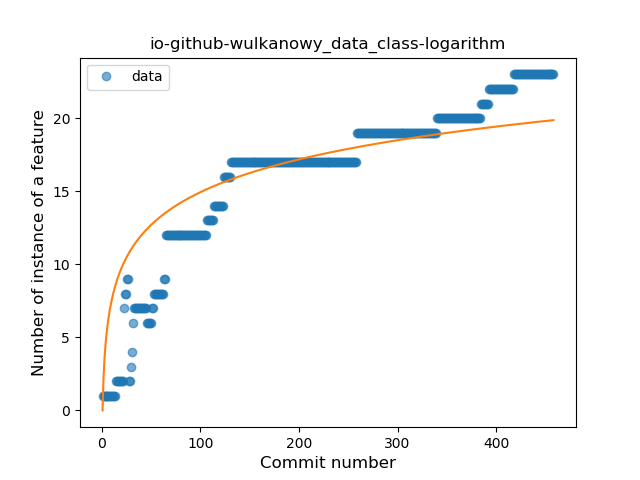 io-github-wulkanowy_data_class-logarithm
data
Number of instance of a feature
20
15
10
5
0
0 100 200 300 400
Commit number